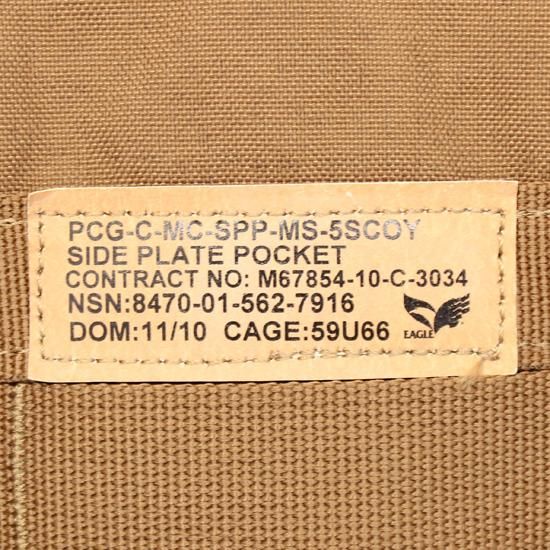 PCG-C-MC-SPP-MS-5SCOY
SIDE PLATE POCKET
CONTRACT NO: M67854-10-C-3034
NSN:8470-01-562-7916
DOM:11/10 CAGE:59U66
EAGLE